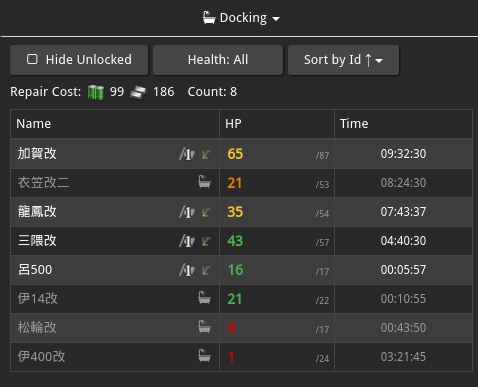 Docking
Hide Unlocked Health: All Sort by Id ↑
Repair Cost: 99 186 Count: 8
Name HP Time
加賀改 /1 65 /87 09:32:30
衣笠改二 21 /53 08:24:30
龍鳳改 /1 35 /54 07:43:37
三隈改 /1 43 /57 04:40:30
呂500 /1 16 /17 00:05:57
伊14改 21 /22 00:10:55
松輪改 4 /17 00:43:50
伊400改 1 /24 03:21:45